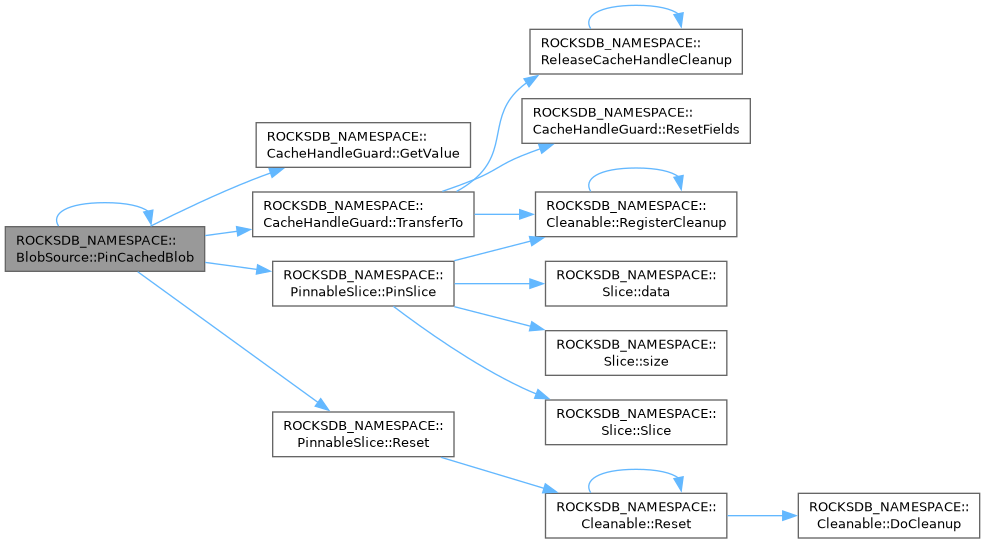 ROCKSDB_NAMESPACE::
BlobSource::PinCachedBlob
ROCKSDB_NAMESPACE::
CacheHandleGuard::GetValue
ROCKSDB_NAMESPACE::
CacheHandleGuard::TransferTo
ROCKSDB_NAMESPACE::
PinnableSlice::PinSlice
ROCKSDB_NAMESPACE::
PinnableSlice::Reset
ROCKSDB_NAMESPACE::
ReleaseCacheHandleCleanup
ROCKSDB_NAMESPACE::
CacheHandleGuard::ResetFields
ROCKSDB_NAMESPACE::
Cleanable::RegisterCleanup
ROCKSDB_NAMESPACE::
Slice::data
ROCKSDB_NAMESPACE::
Slice::size
ROCKSDB_NAMESPACE::
Slice::Slice
ROCKSDB_NAMESPACE::
Cleanable::Reset
ROCKSDB_NAMESPACE::
Cleanable::DoCleanup